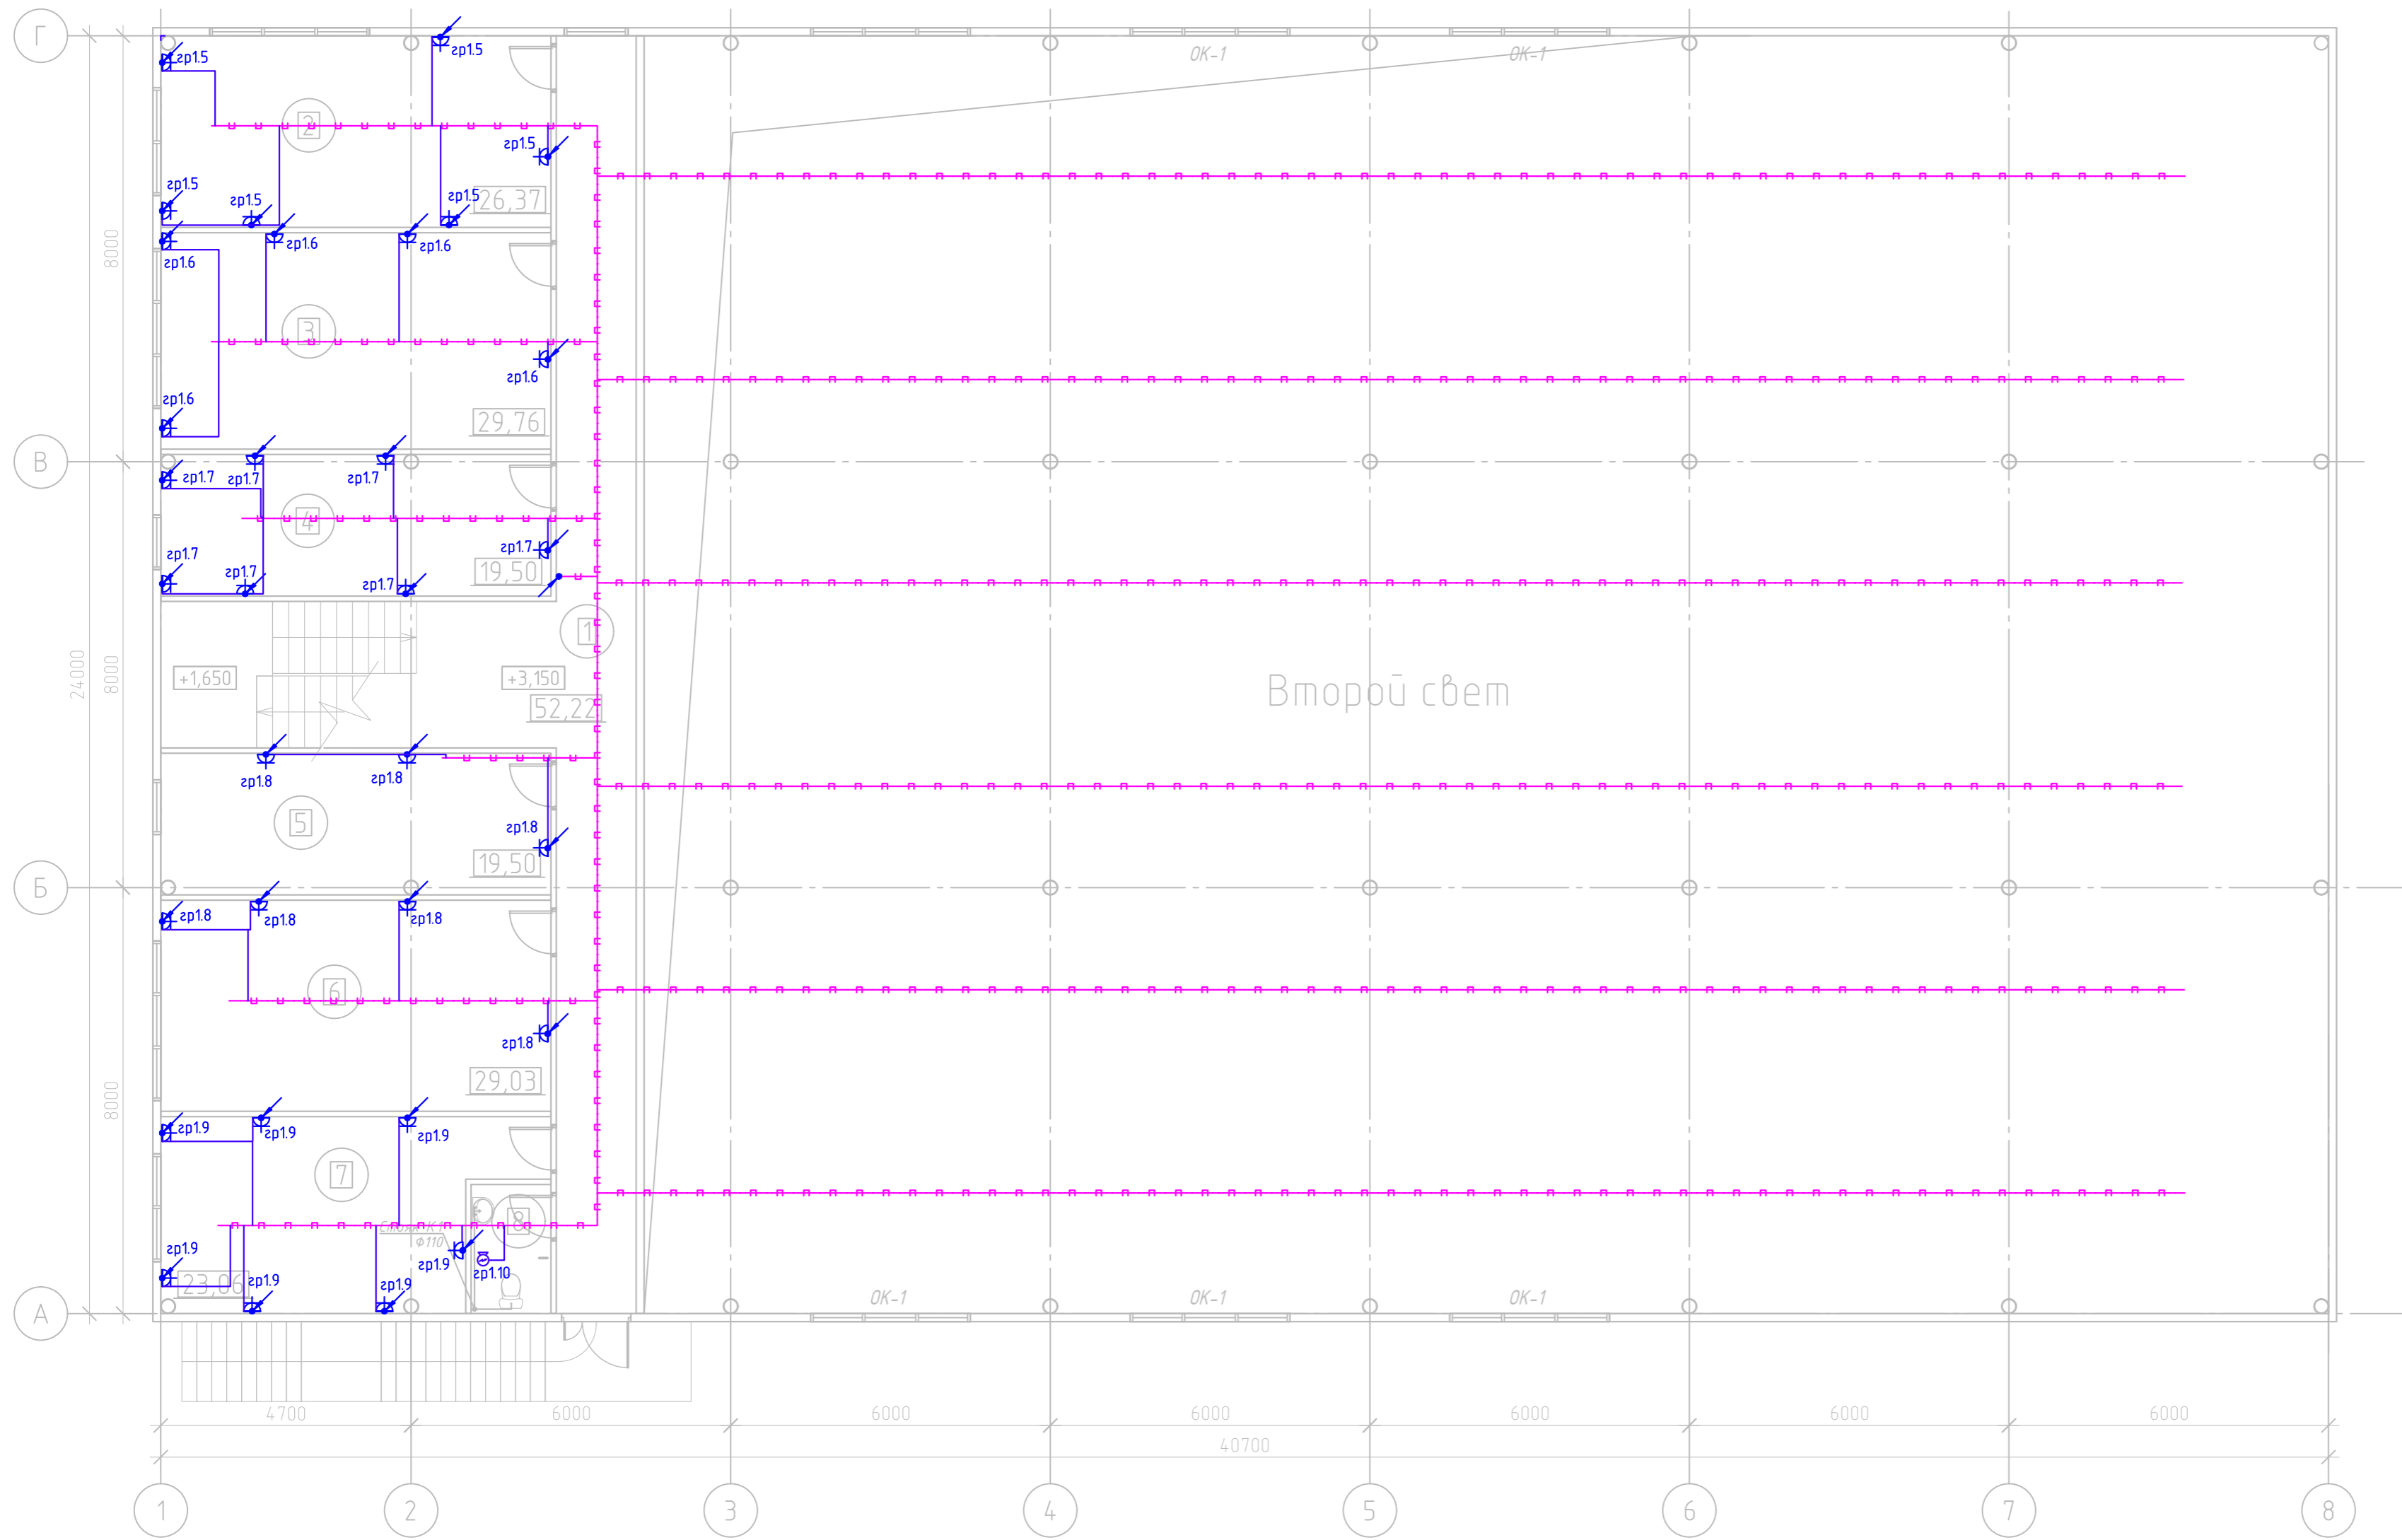 Г
ОК-1
ОК-1
гр1.5
гр1.5
2
гр1.5
26,37
гр1.5
гр1.5
гр1.5
8000
гр1.6
гр1.6
гр1.6
3
гр1.6
гр1.6
29,76
В
гр1.7
гр1.7
гр1.7
4
гр1.7
гр1.7
гр1.7
гр1.7
19,50
1
24000
8000
+1,650
+3,150
52,22
Второй свет
гр1.8
гр1.8
5
гр1.8
19,50
Б
гр1.8
гр1.8
гр1.8
6
гр1.8
29,03
8000
гр1.9
гр1.9
гр1.9
7
8
Стояк К1
ф110
гр1.9
гр1.9
гр1.10
23,06
гр1.9
гр1.9
ОК-1
ОК-1
ОК-1
А
4700
6000
6000
6000
6000
6000
6000
40700
1
2
3
4
5
6
7
8